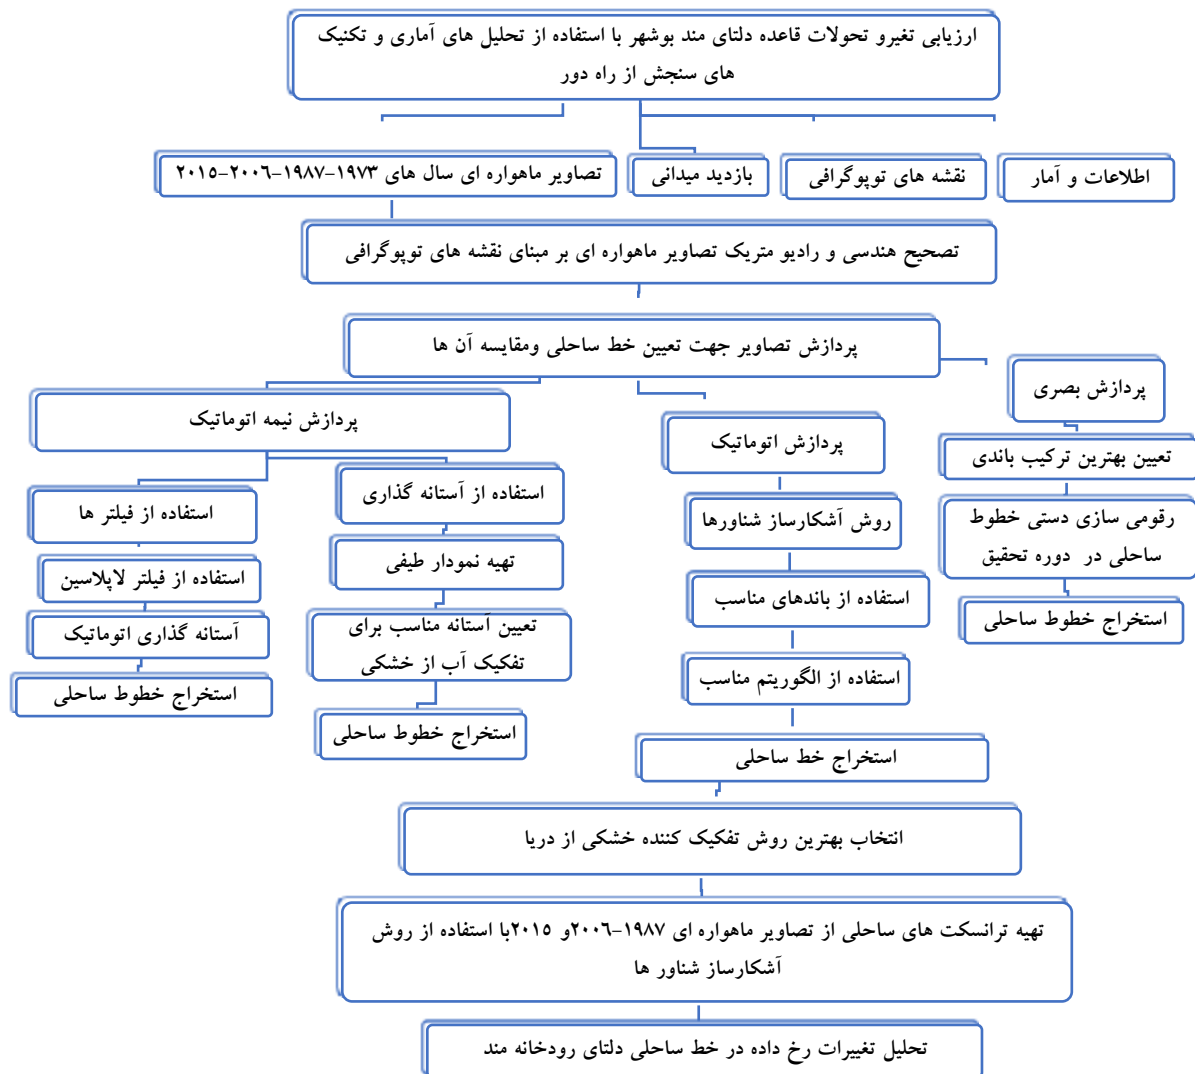 ارزیابی تغیرو تحولات قاعده دلتای مند بوشهر با استفاده از تحلیل های آماری و تکنیک
های سنجش از راه دور
اطلاعات و آمار
نقشه های توپوگرافی
بازدید میدانی
تصاویر ماهواره ای سال های ۱۹۷۳-۱۹۸۷-۲۰۰٦-۲۰۱٥
تصحیح هندسی و رادیو متریک تصاویر ماهواره ای بر مبنای نقشه های توپوگرافی
پردازش تصاویر جهت تعیین خط ساحلی ومقایسه آن ها
پردازش بصری
تعیین بهترین ترکیب باندی
رقومی سازی دستی خطوط
ساحلی در دوره تحقیق
استخراج خطوط ساحلی
پردازش اتوماتیک
روش آشکارساز شناورها
استفاده از باندهای مناسب
استفاده از الگوریتم مناسب
استخراج خط ساحلی
پردازش نیمه اتوماتیک
استفاده از آستانه گذاری
تهیه نمودار طیفی
تعیین آستانه مناسب برای
تفکیک آب از خشکی
استخراج خطوط ساحلی
استفاده از فیلتر ها
استفاده از فیلتر لاپلاسین
آستانه گذاری اتوماتیک
استخراج خطوط ساحلی
انتخاب بهترین روش تفکیک کننده خشکی از دریا
تهیه ترانسکت های ساحلی از تصاویر ماهواره ای ۱۹۸۷-۲۰۰٦و ۲۰۱٥با استفاده از روش
آشکارساز شناور ها
تحلیل تغییرات رخ داده در خط ساحلی دلتای رودخانه مند